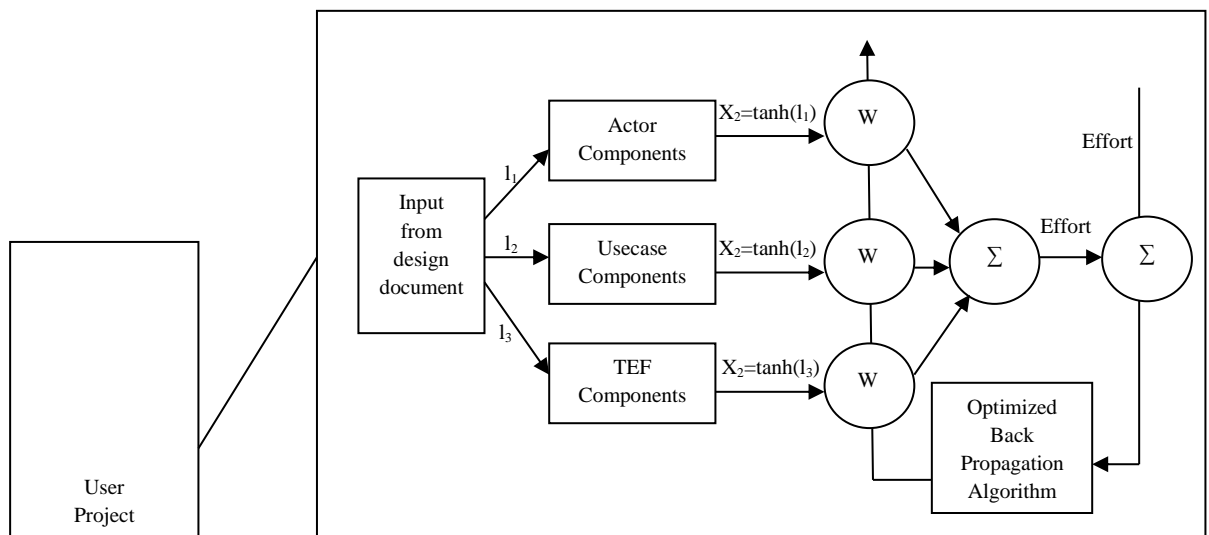 User
Project
Input
from
design
document
l₁
l₂
l₃
Actor
Components
Usecase
Components
TEF
Components
X₂=tanh(l₁)
X₂=tanh(l₂)
X₂=tanh(l₃)
W
W
W
Σ
Effort
Effort
Σ
Optimized
Back
Propagation
Algorithm